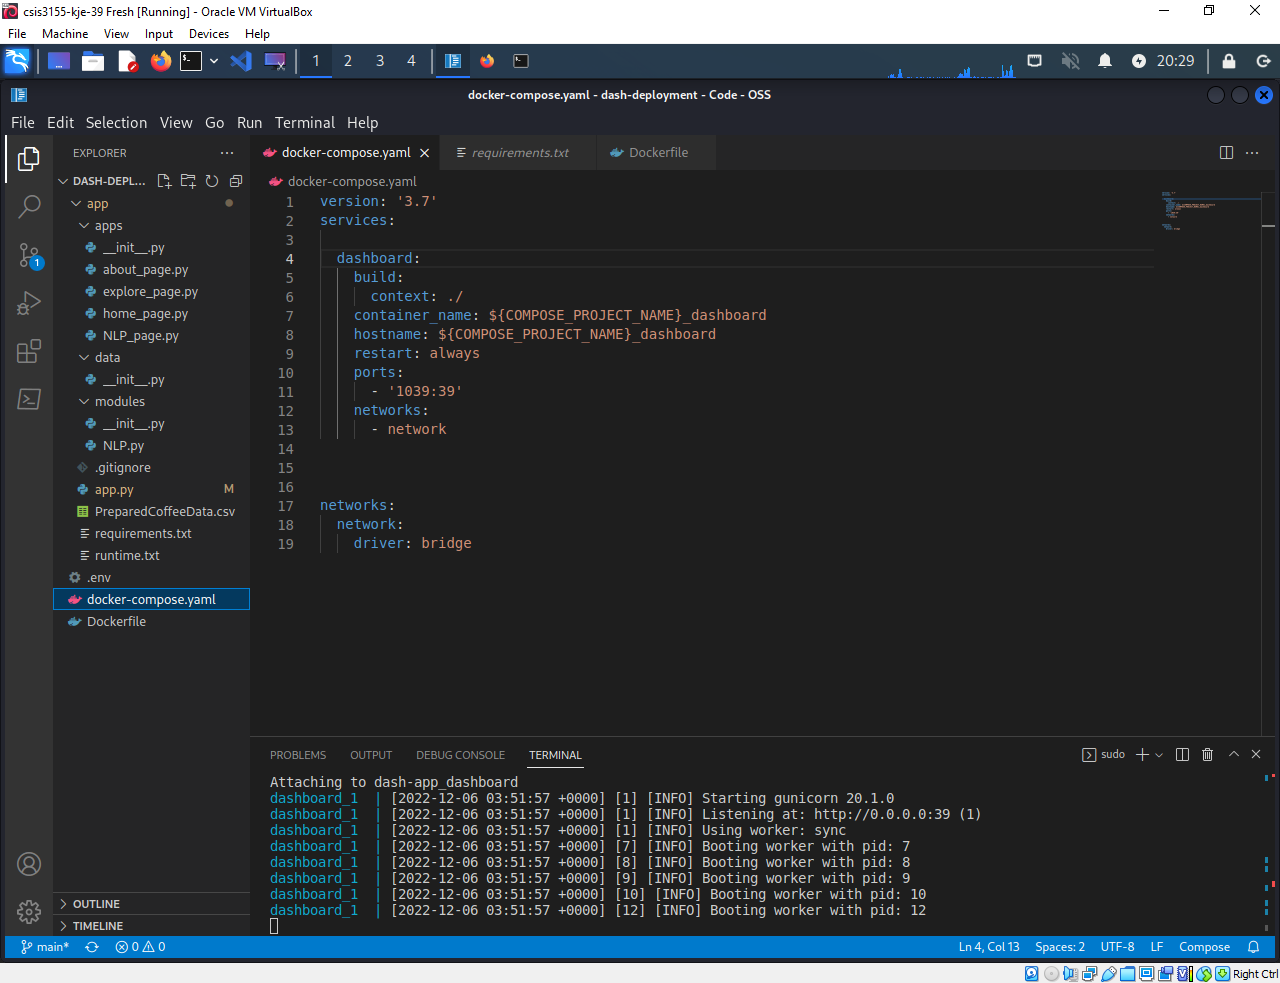 csis3155-kje-39 Fresh [Running] - Oracle VM VirtualBox
File Machine View Input Devices Help
1 2 3 4 20:29
docker-compose.yaml - dash-deployment - Code - OSS
File Edit Selection View Go Run Terminal Help
EXPLORER
DASH-DEPL...
app
apps
__init__.py
about_page.py
explore_page.py
home_page.py
NLP_page.py
data
__init__.py
modules
__init__.py
NLP.py
.gitignore
app.py M
PreparedCoffeeData.csv
requirements.txt
runtime.txt
.env
docker-compose.yaml
Dockerfile
OUTLINE
TIMELINE
1
docker-compose.yaml requirements.txt Dockerfile
docker-compose.yaml
1 version: '3.7'
2 services:
3
4 dashboard:
5 build:
6 context: ./
7 container_name: ${COMPOSE_PROJECT_NAME}_dashboard
8 hostname: ${COMPOSE_PROJECT_NAME}_dashboard
9 restart: always
10 ports:
11 - '1039:39'
12 networks:
13 - network
14
15
16
17 networks:
18 network:
19 driver: bridge
PROBLEMS OUTPUT DEBUG CONSOLE TERMINAL sudo
Attaching to dash-app_dashboard
dashboard_1 | [2022-12-06 03:51:57 +0000] [1] [INFO] Starting gunicorn 20.1.0
dashboard_1 | [2022-12-06 03:51:57 +0000] [1] [INFO] Listening at: http://0.0.0.0:39 (1)
dashboard_1 | [2022-12-06 03:51:57 +0000] [1] [INFO] Using worker: sync
dashboard_1 | [2022-12-06 03:51:57 +0000] [7] [INFO] Booting worker with pid: 7
dashboard_1 | [2022-12-06 03:51:57 +0000] [8] [INFO] Booting worker with pid: 8
dashboard_1 | [2022-12-06 03:51:57 +0000] [9] [INFO] Booting worker with pid: 9
dashboard_1 | [2022-12-06 03:51:57 +0000] [10] [INFO] Booting worker with pid: 10
dashboard_1 | [2022-12-06 03:51:57 +0000] [12] [INFO] Booting worker with pid: 12
main* 0 0 Ln 4, Col 13 Spaces: 2 UTF-8 LF Compose
Right Ctrl